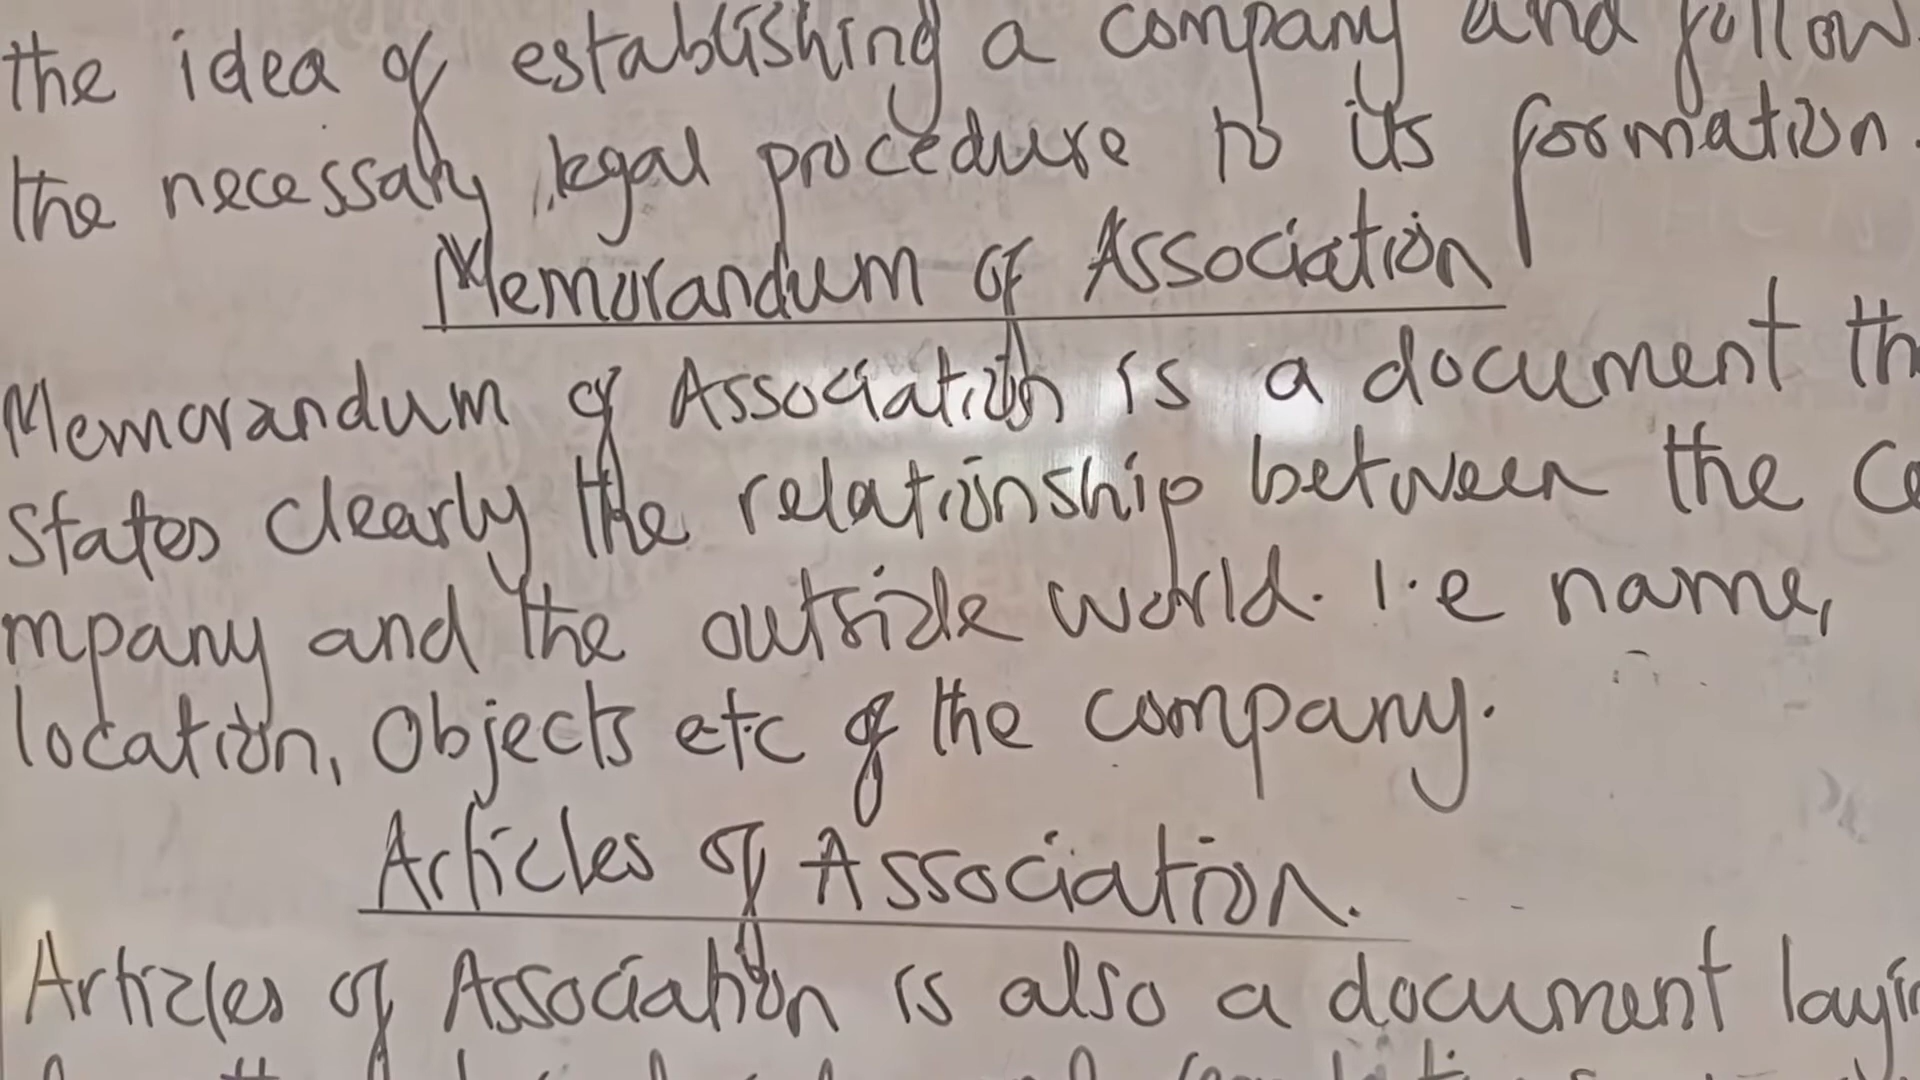 the idea of establishing a company and follow
the necessary legal procedure to its formation.
Memorandum of Association
Memorandum of Association is a document th
states clearly the relationship between the co
mpany and the outside world. i.e name,
location, Objects etc of the company.
Articles of Association.
Articles of Association is also a document layin